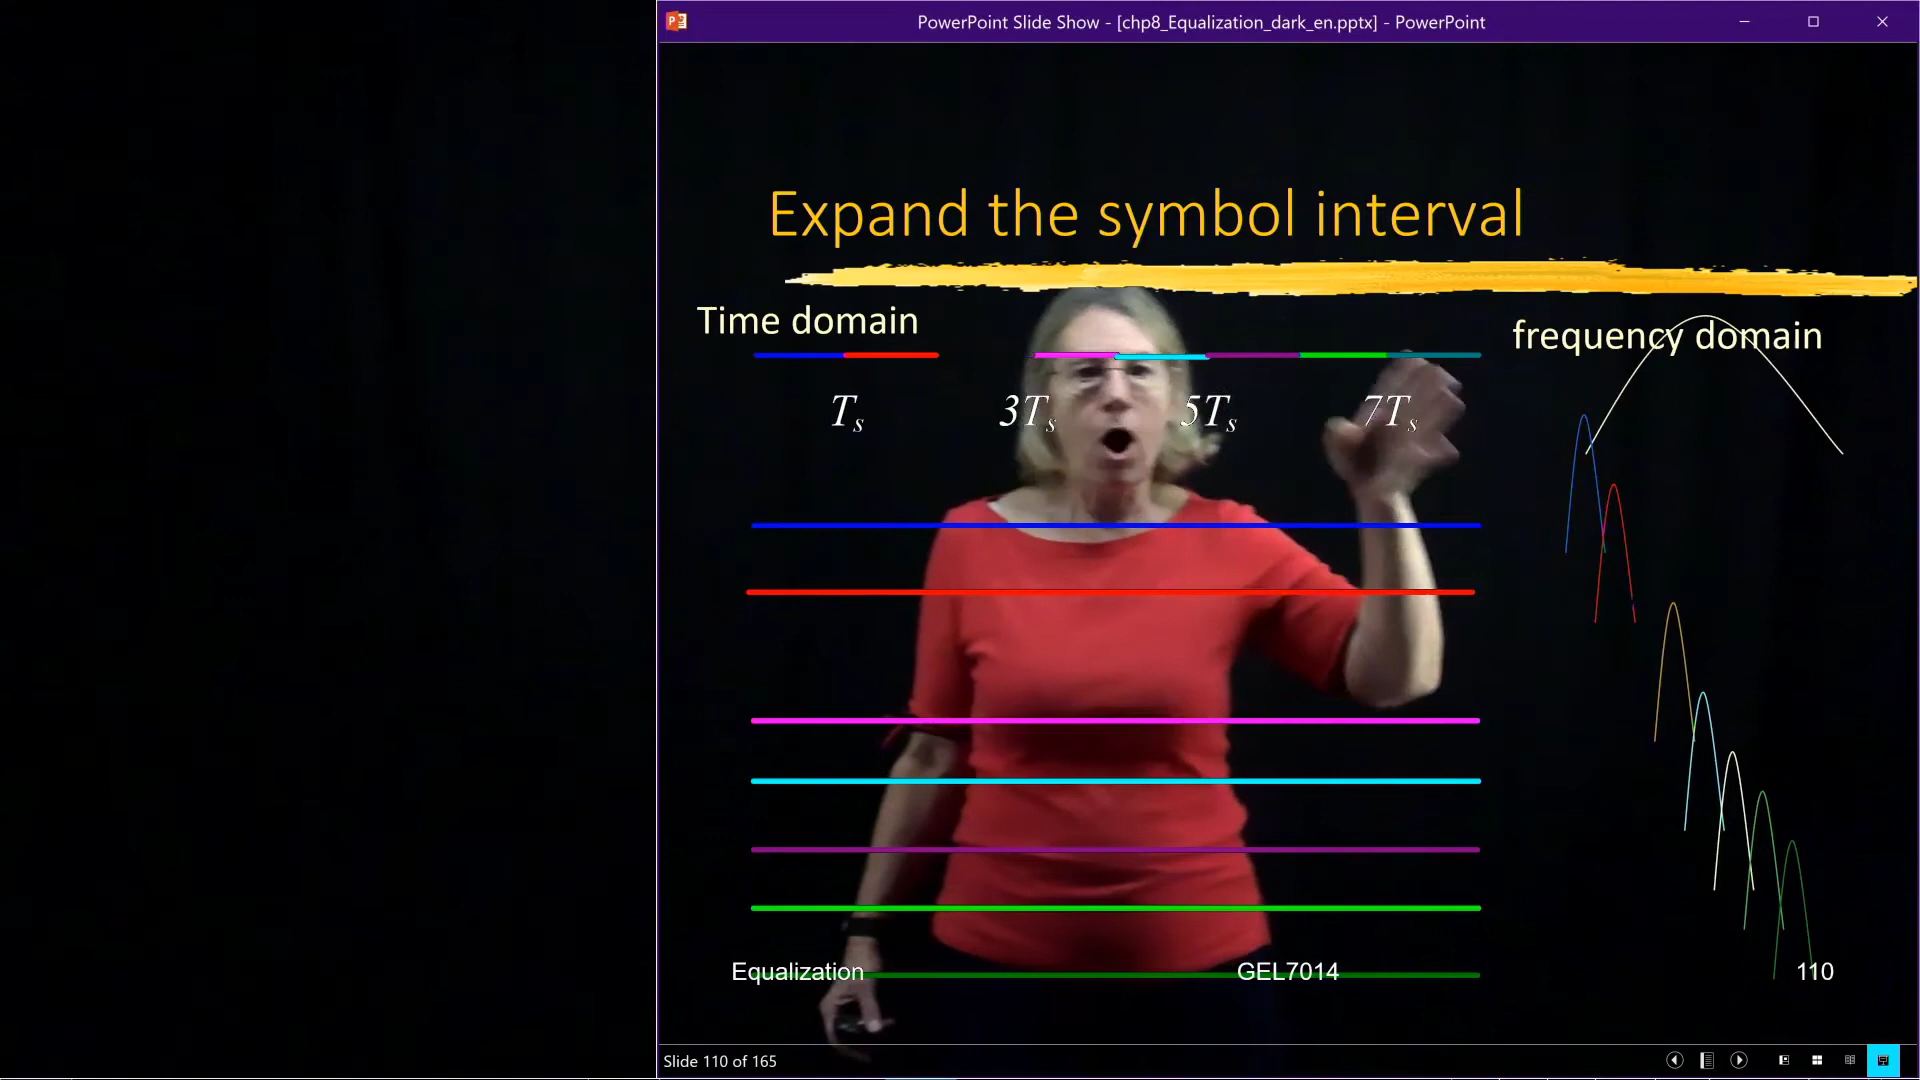 PowerPoint Slide Show - [chp8_Equalization_dark_en.pptx] - PowerPoint
Expand the symbol interval
Time domain
frequency domain
Ts 3Ts 5Ts 7Ts
Equalization GEL7014 110
Slide 110 of 165